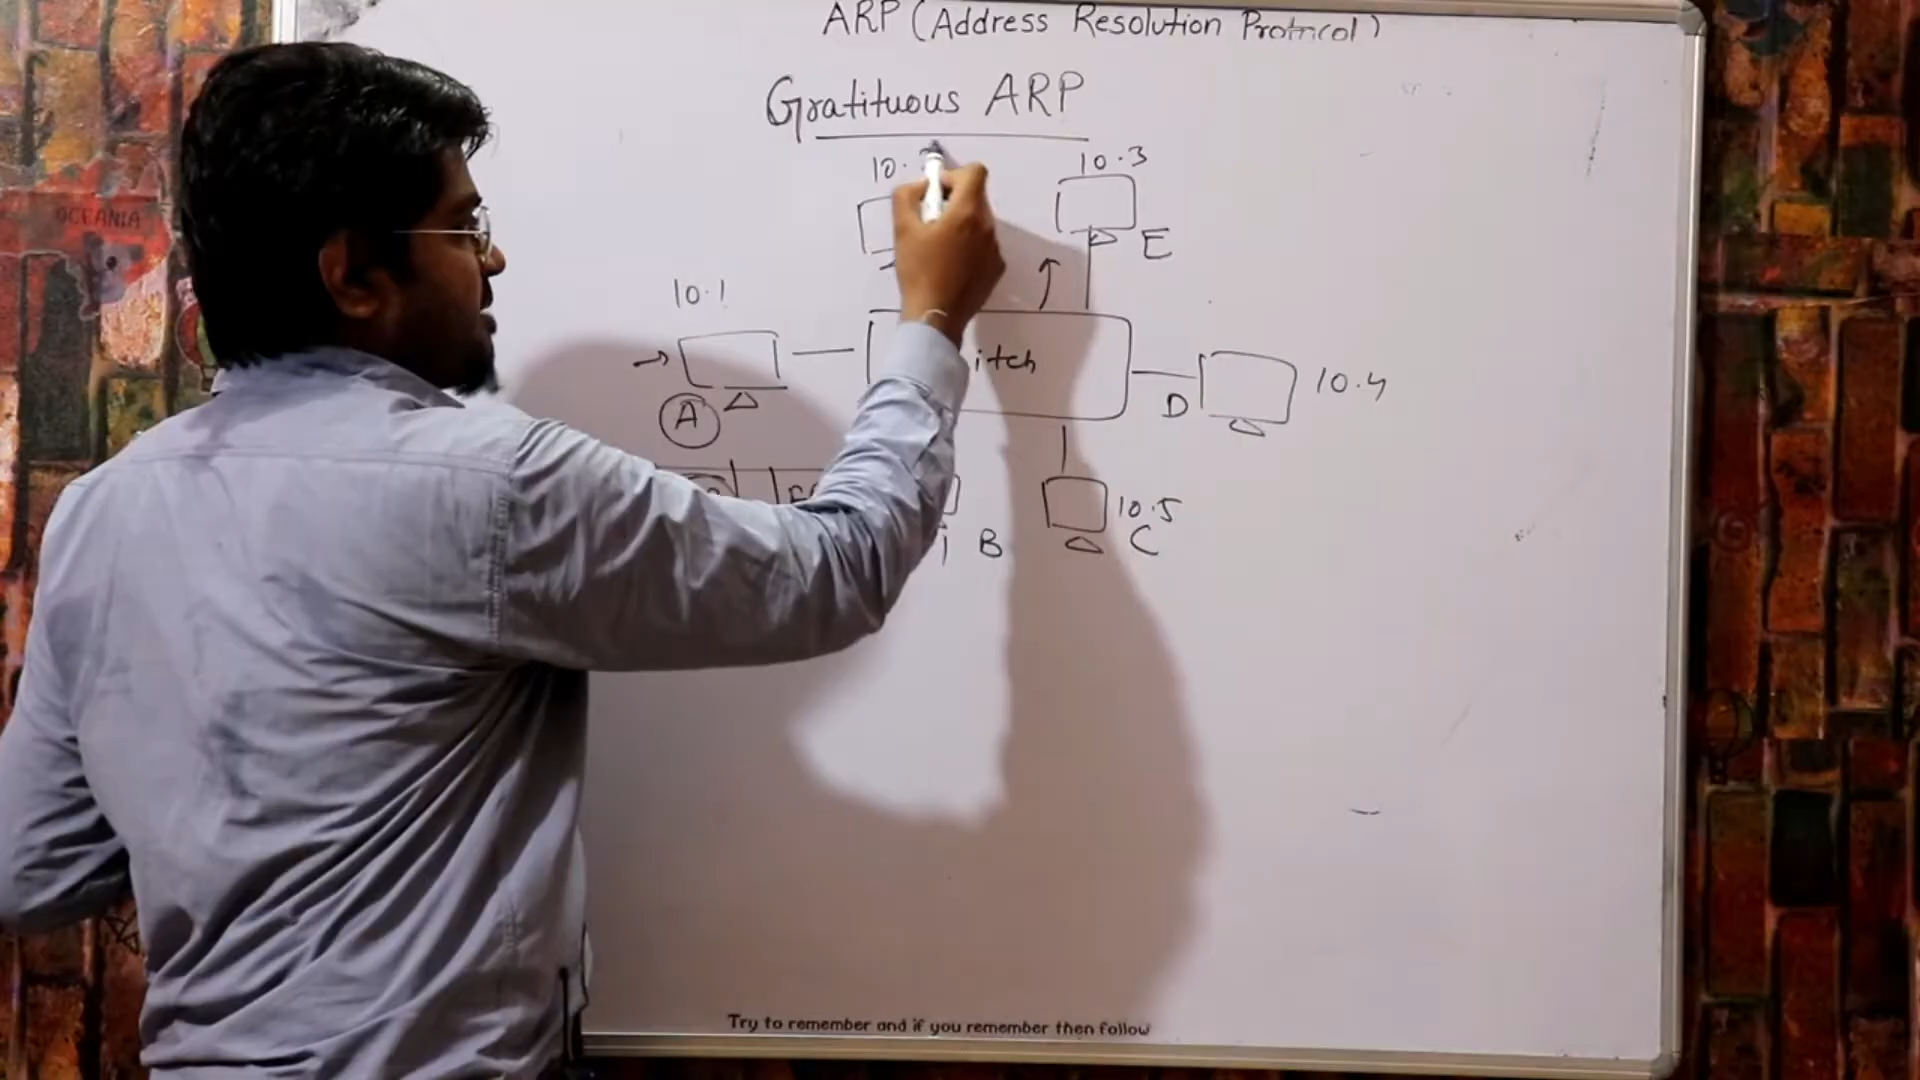 ARP (Address Resolution Protocol)
Gratituous ARP
10.
10.3
E
10.1
A
itch
D
10.4
B
10.5
C
OCEANIA
Try to remember and if you remember then follow